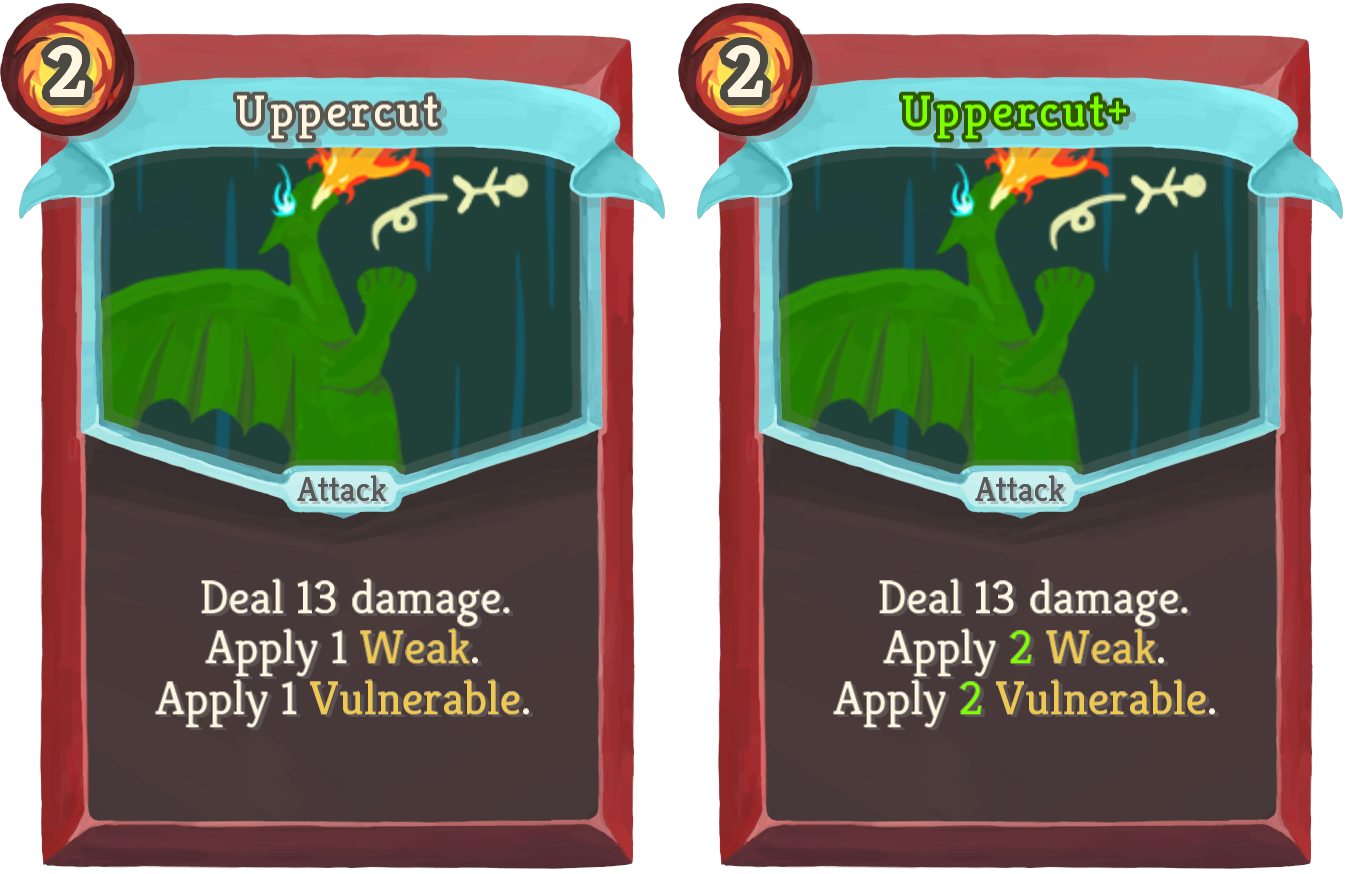 2
Uppercut
Attack
Deal 13 damage.
Apply 1 Weak.
Apply 1 Vulnerable.
2
Uppercut+
Attack
Deal 13 damage.
Apply 2 Weak.
Apply 2 Vulnerable.